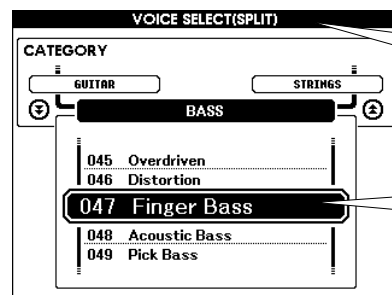 VOICE SELECT(SPLIT)
CATEGORY
GUITAR
STRINGS
BASS
045 Overdriven
046 Distortion
047 Finger Bass
048 Acoustic Bass
049 Pick Bass